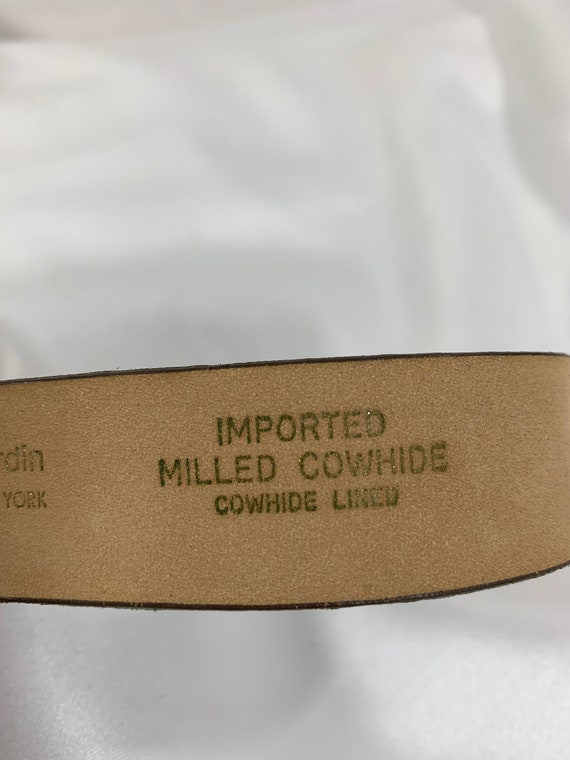 rdin
YORK
IMPORTED
MILLED COWHIDE
COWHIDE LINED